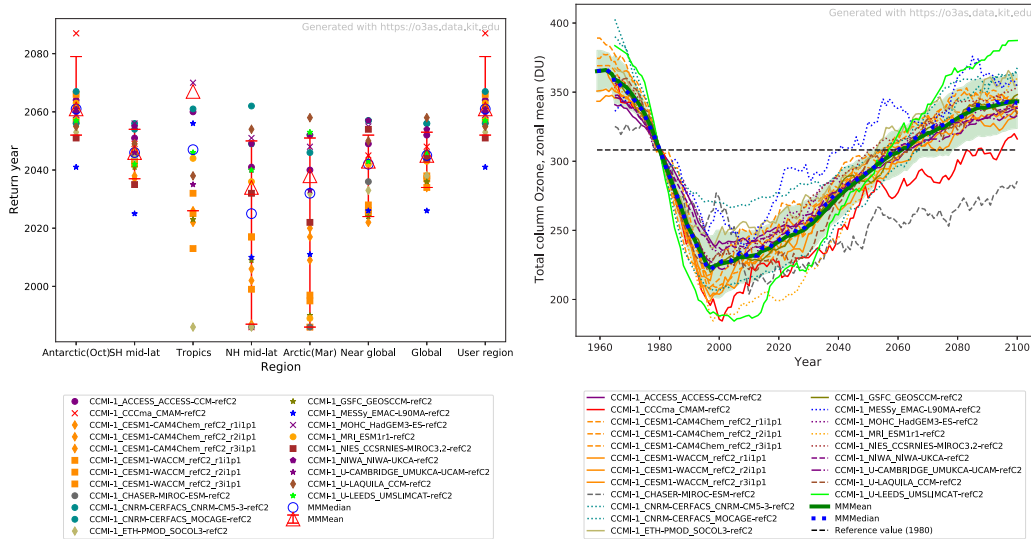 Generated with https://o3as.data.kit.edu
2080
2060
2040
2020
2000
Return year
Antarctic(Oct) SH mid-lat Tropics NH mid-lat Arctic(Mar) Near global Global User region
Region
CCMI-1_ACCESS_ACCESS-CCM-refC2
CCMI-1_CCCma_CMAM-refC2
CCMI-1_CESM1-CAM4Chem_refC2_r1i1p1
CCMI-1_CESM1-CAM4Chem_refC2_r2i1p1
CCMI-1_CESM1-CAM4Chem_refC2_r3i1p1
CCMI-1_CESM1-WACCM_refC2_r1i1p1
CCMI-1_CESM1-WACCM_refC2_r2i1p1
CCMI-1_CESM1-WACCM_refC2_r3i1p1
CCMI-1_CHASER-MIROC-ESM-refC2
CCMI-1_CNRM-CERFACS_CNRM-CM5-3-refC2
CCMI-1_CNRM-CERFACS_MOCAGE-refC2
CCMI-1_ETH-PMOD_SOCOL3-refC2
CCMI-1_GSFC_GEOSCCM-refC2
CCMI-1_MESSy_EMAC-L90MA-refC2
CCMI-1_MOHC_HadGEM3-ES-refC2
CCMI-1_MRI_ESM1r1-refC2
CCMI-1_NIES_CCSRNIES-MIROC3.2-refC2
CCMI-1_NIWA_NIWA-UKCA-refC2
CCMI-1_U-CAMBRIDGE_UMUKCA-UCAM-refC2
CCMI-1_U-LAQUILA_CCM-refC2
CCMI-1_U-LEEDS_UMSLIMCAT-refC2
MMMedian
MMMean
Generated with https://o3as.data.kit.edu
400
350
300
250
200
Total column Ozone, zonal mean (DU)
1960 1980 2000 2020 2040 2060 2080 2100
Year
CCMI-1_ACCESS_ACCESS-CCM-refC2
CCMI-1_CCCma_CMAM-refC2
CCMI-1_CESM1-CAM4Chem_refC2_r1i1p1
CCMI-1_CESM1-CAM4Chem_refC2_r2i1p1
CCMI-1_CESM1-CAM4Chem_refC2_r3i1p1
CCMI-1_CESM1-WACCM_refC2_r1i1p1
CCMI-1_CESM1-WACCM_refC2_r2i1p1
CCMI-1_CESM1-WACCM_refC2_r3i1p1
CCMI-1_CHASER-MIROC-ESM-refC2
CCMI-1_CNRM-CERFACS_CNRM-CM5-3-refC2
CCMI-1_CNRM-CERFACS_MOCAGE-refC2
CCMI-1_ETH-PMOD_SOCOL3-refC2
CCMI-1_GSFC_GEOSCCM-refC2
CCMI-1_MESSy_EMAC-L90MA-refC2
CCMI-1_MOHC_HadGEM3-ES-refC2
CCMI-1_MRI_ESM1r1-refC2
CCMI-1_NIES_CCSRNIES-MIROC3.2-refC2
CCMI-1_NIWA_NIWA-UKCA-refC2
CCMI-1_U-CAMBRIDGE_UMUKCA-UCAM-refC2
CCMI-1_U-LAQUILA_CCM-refC2
CCMI-1_U-LEEDS_UMSLIMCAT-refC2
MMMean
MMMedian
Reference value (1980)